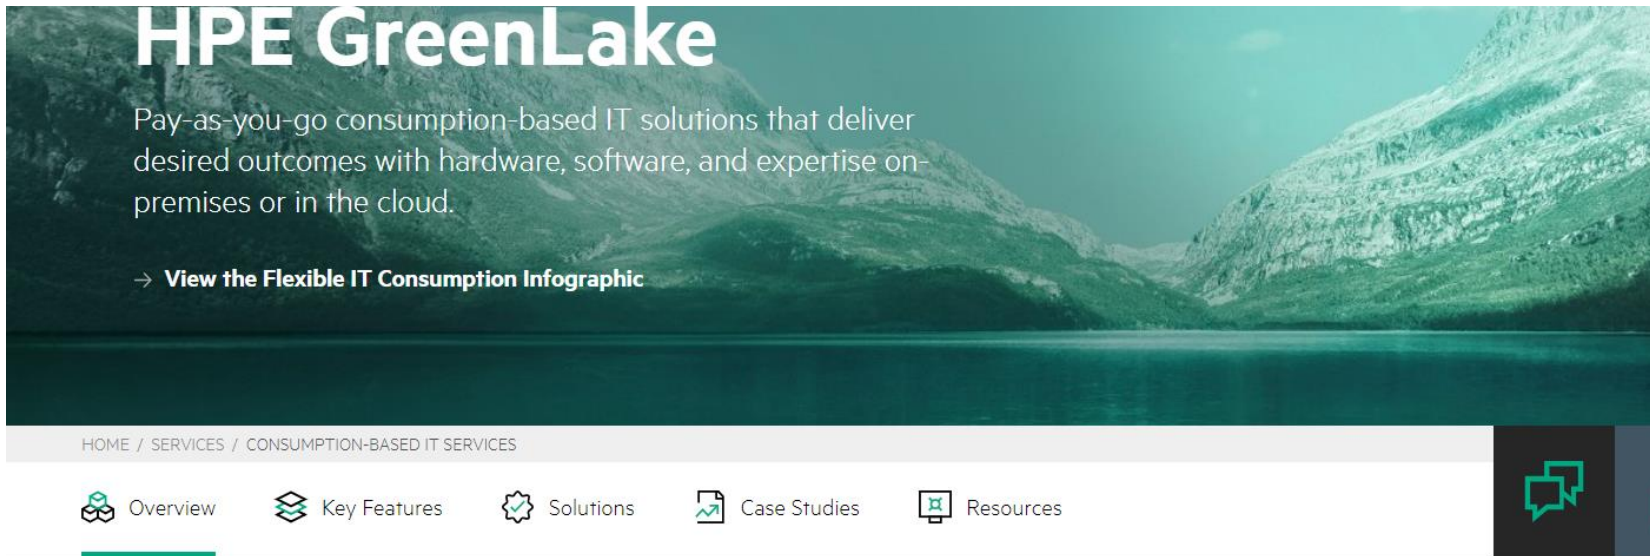 HPE GreenLake
Pay-as-you-go consumption-based IT solutions that deliver
desired outcomes with hardware, software, and expertise on-
premises or in the cloud.
→ View the Flexible IT Consumption Infographic
HOME / SERVICES / CONSUMPTION-BASED IT SERVICES
Overview Key Features Solutions Case Studies Resources